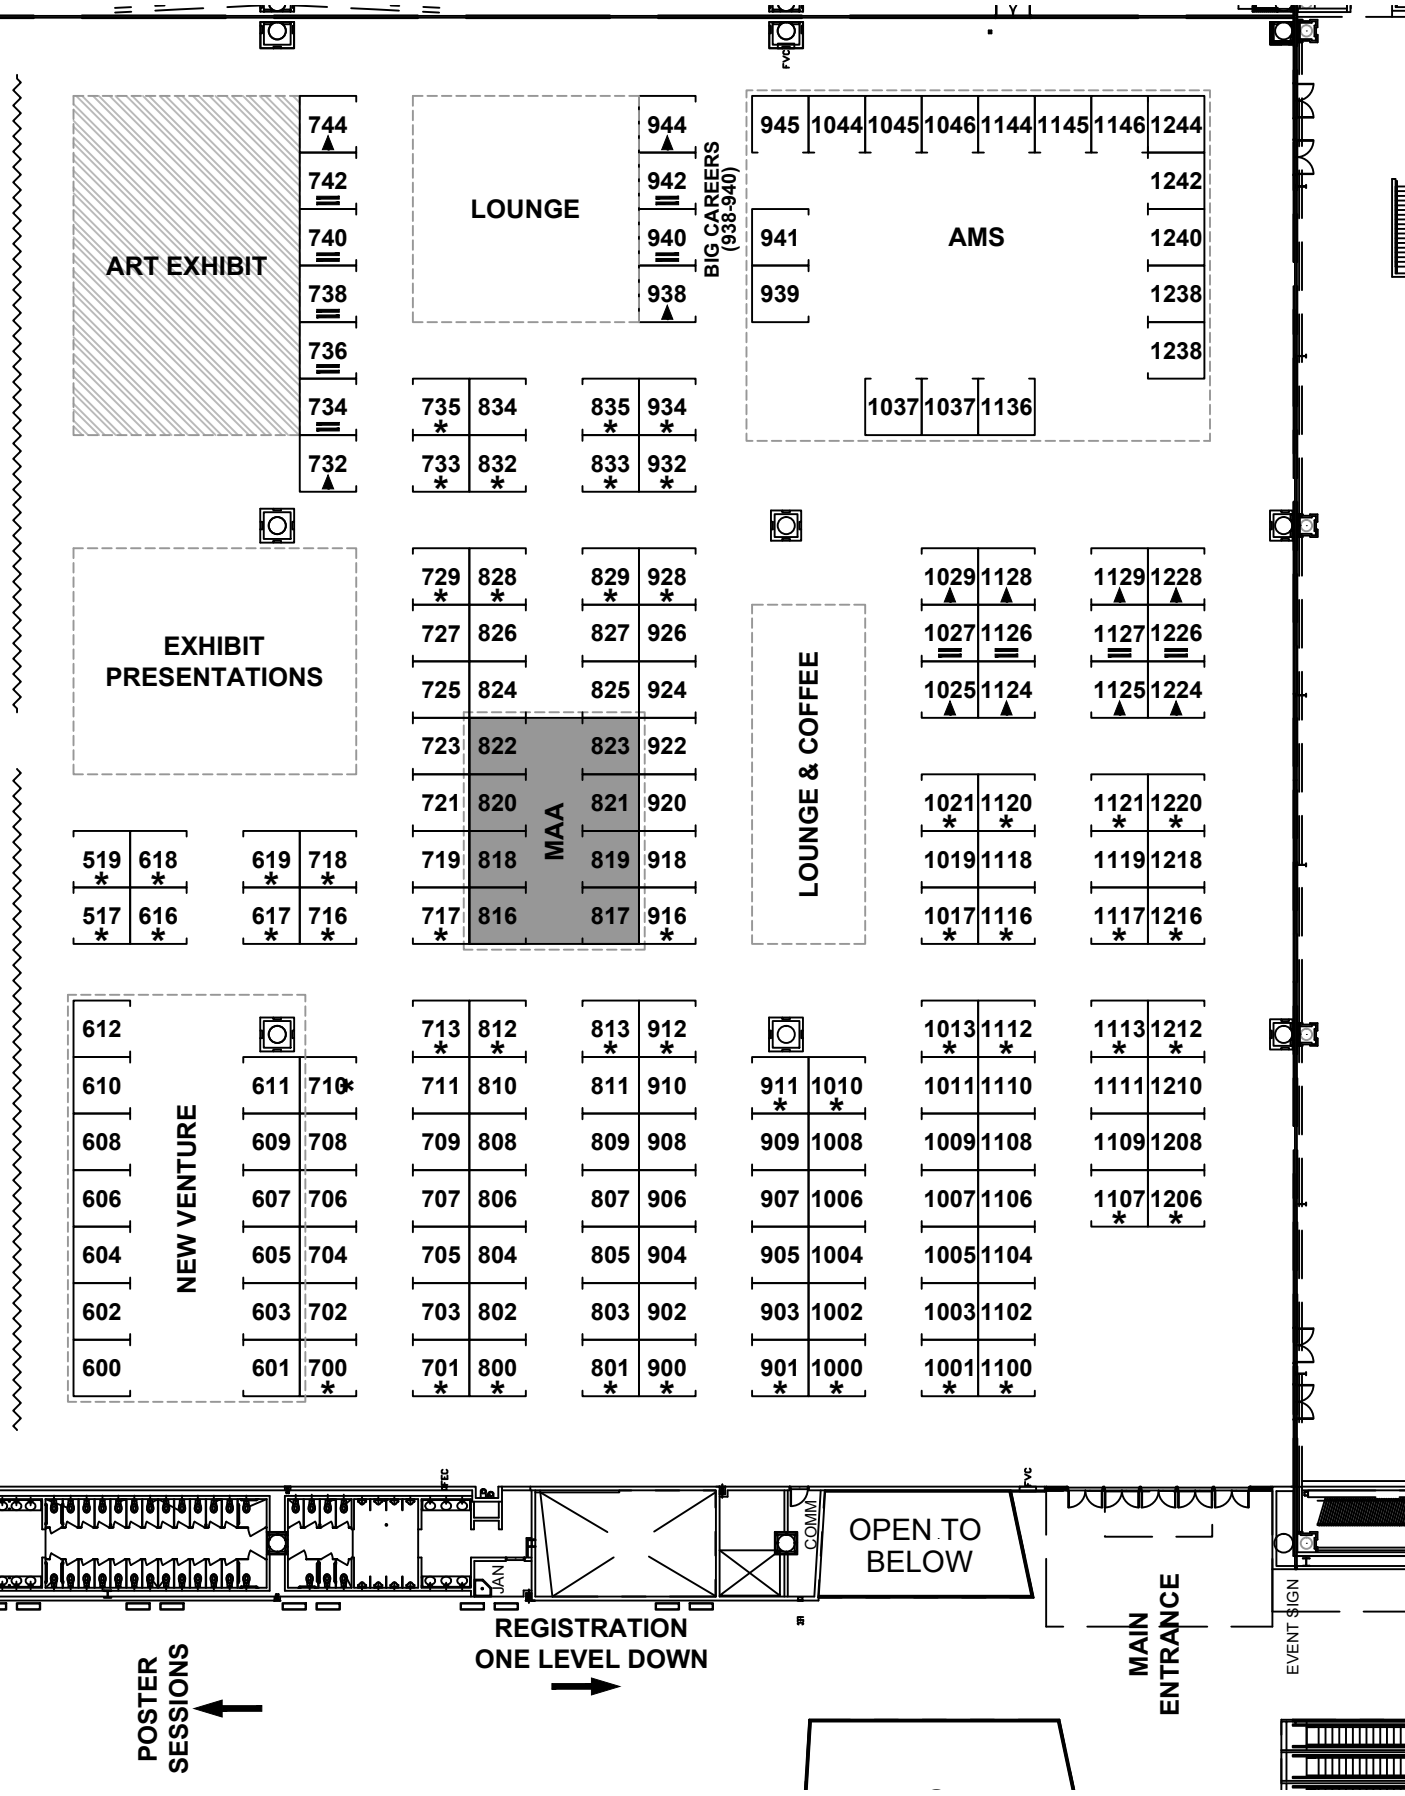 FVC
744 944 945 1044 1045 1046 1144 1145 1146 1244
742 942 1242
BIG CAREERS
(938-940)
LOUNGE
740 940 941 AMS 1240
ART EXHIBIT
738 938 939 1238
736 1238
734 735 834 835 934 1037 1037 1136
* * *
732 733 832 833 932
* * * *
729 828 829 928 1029 1128 1129 1228
* * * *
EXHIBIT
PRESENTATIONS
727 826 827 926 1027 1126 1127 1226
725 824 825 924 1025 1124 1125 1224
723 822 823 922
LOUNGE & COFFEE
721 820 821 920 1021 1120 1121 1220
* * * *
MAA
519 618 619 718 719 818 819 918 1019 1118 1119 1218
* * * *
517 616 617 716 717 816 817 916 1017 1116 1117 1216
* * * * * * * * * *
612 713 812 813 912 1013 1112 1113 1212
* * * * * * * *
610 611 710* 711 810 811 910 911 1010 1011 1110 1111 1210
* *
608 609 708 709 808 809 908 909 1008 1009 1108 1109 1208
NEW VENTURE
606 607 706 707 806 807 906 907 1006 1007 1106 1107 1206
* *
604 605 704 705 804 805 904 905 1004 1005 1104
602 603 702 703 802 803 902 903 1002 1003 1102
600 601 700 701 800 801 900 901 1000 1001 1100
* * * * * * * * *
FEC
FVC
COMM
OPEN TO
BELOW
JAN
REGISTRATION
ONE LEVEL DOWN
MAIN
ENTRANCE
EVENT SIGN
POSTER
SESSIONS